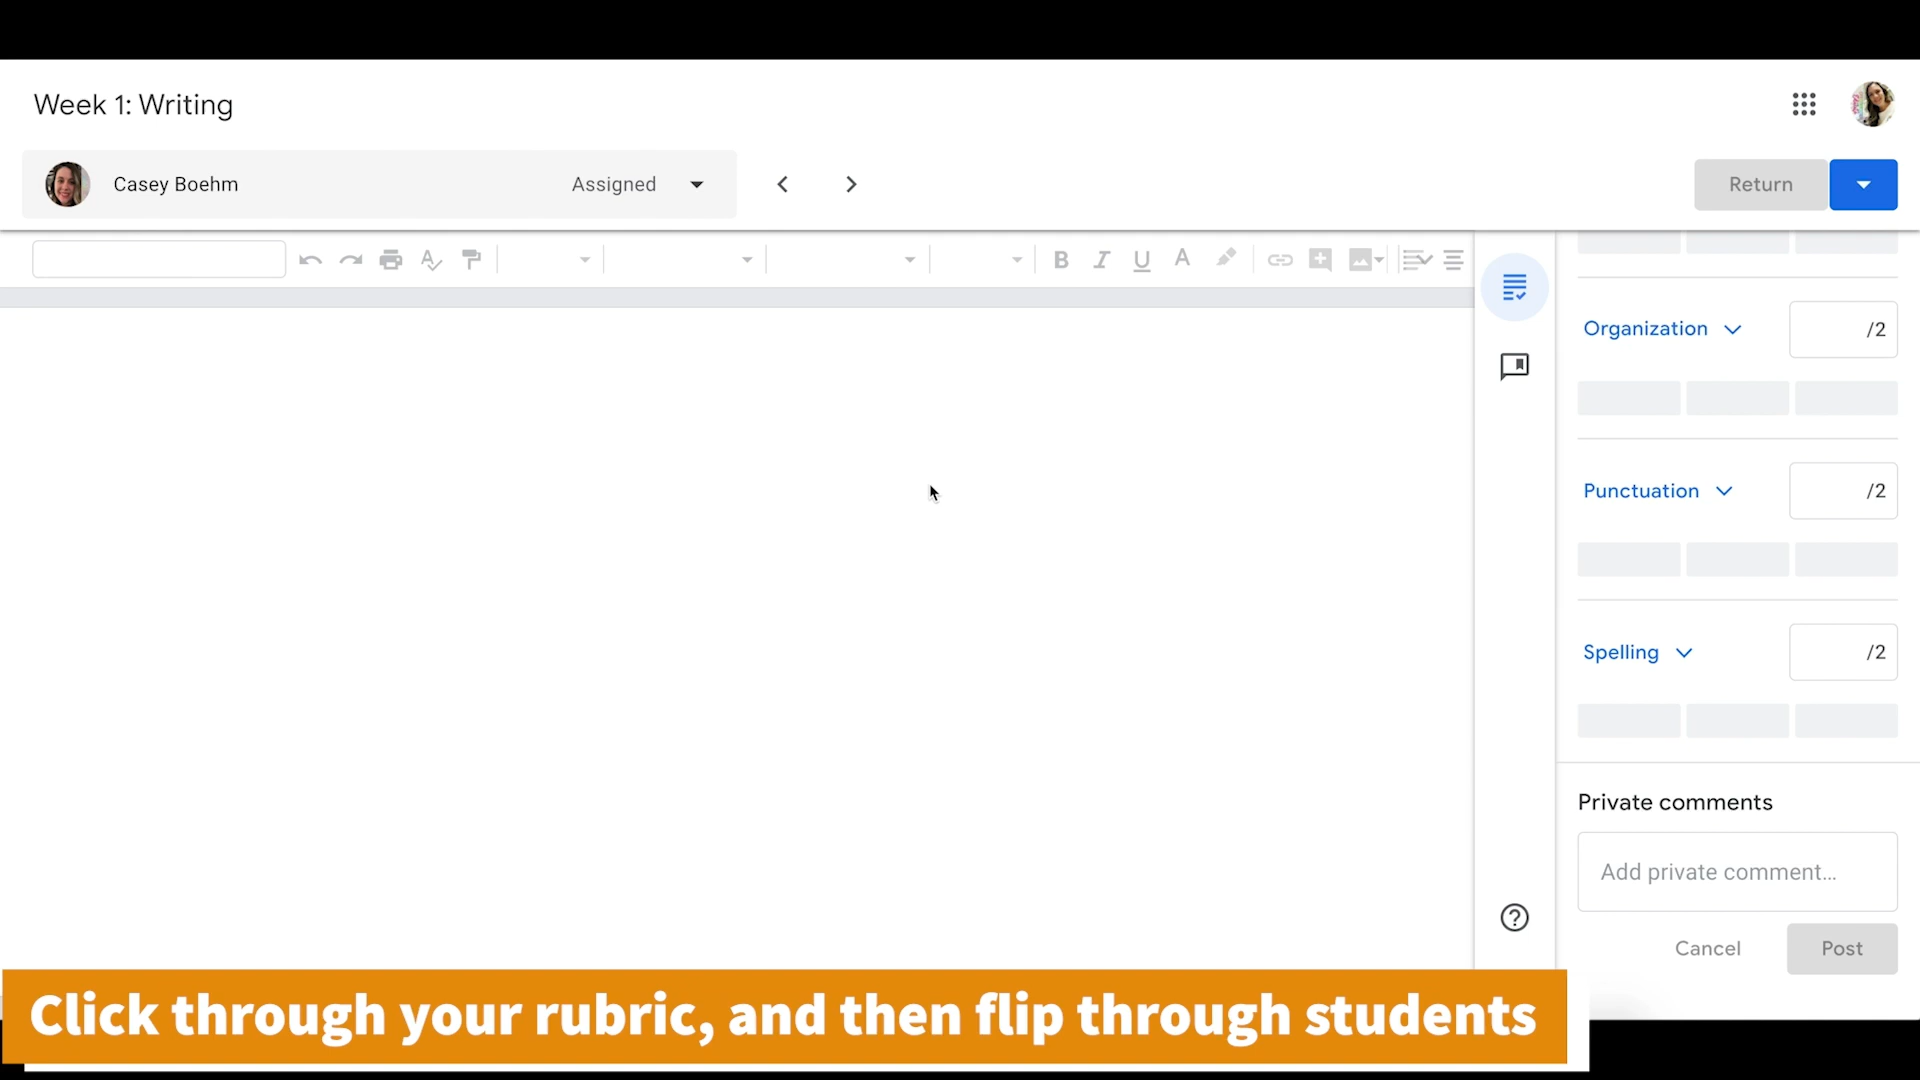 Week 1: Writing
Casey Boehm Assigned
Return
B I U A
Organization /2
Punctuation /2
Spelling /2
Private comments
Add private comment...
Cancel Post
Click through your rubric, and then flip through students